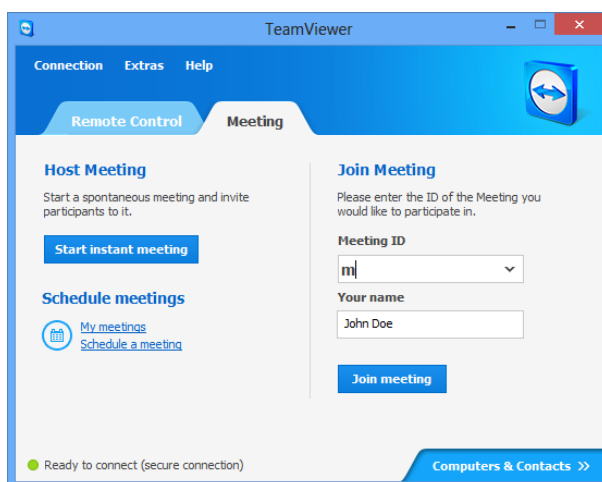 TeamViewer
Connection Extras Help
Remote Control Meeting
Host Meeting
Start a spontaneous meeting and invite
participants to it.
Start instant meeting
Schedule meetings
My meetings
Schedule a meeting
Join Meeting
Please enter the ID of the Meeting you
would like to participate in.
Meeting ID
m
Your name
John Doe
Join meeting
Ready to connect (secure connection)
Computers & Contacts >>